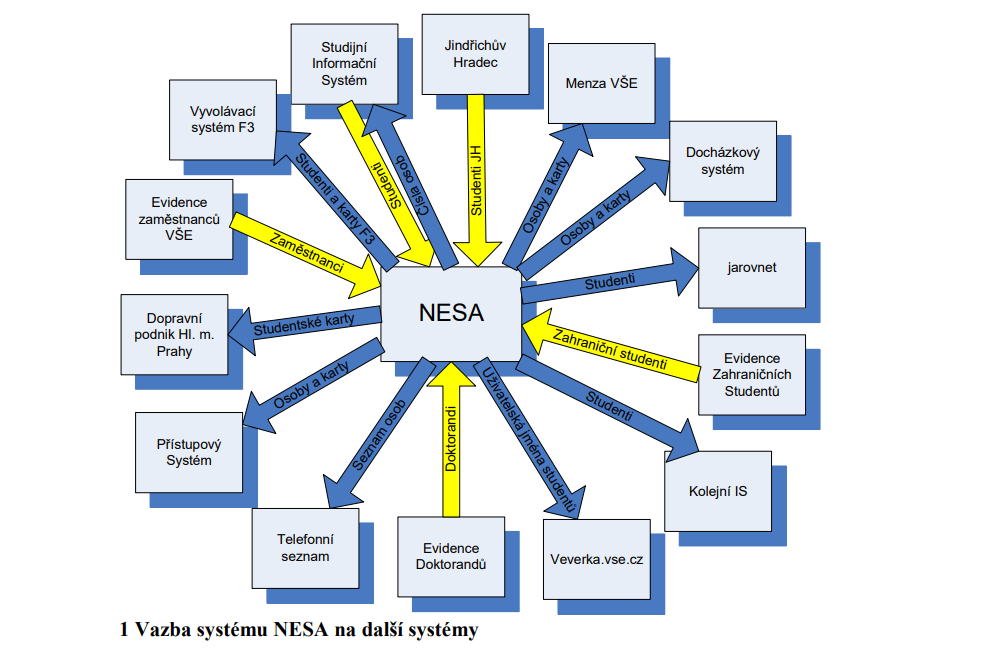 Studijní
Informační
Systém
Jindřichův
Hradec
Menza VŠE
Vyvolávací
systém F3
Docházkový
systém
Evidence
zaměstnanců
VŠE
jarovnet
Dopravní
podnik Hl. m.
Prahy
NESA
Evidence
Zahraničních
Studentů
Přístupový
Systém
Kolejní IS
Telefonní
seznam
Evidence
Doktorandů
Veverka.vse.cz
Studenti a karty F3
Studenti
Čísla osob
Studenti JH
Osoby a karty
Osoby a karty
Zaměstnanci
Studenti
Studentské karty
Zahraniční studenti
Osoby a karty
Studenti
Seznam osob
Doktorandi
Uživatelská jména studentů
1 Vazba systému NESA na další systémy